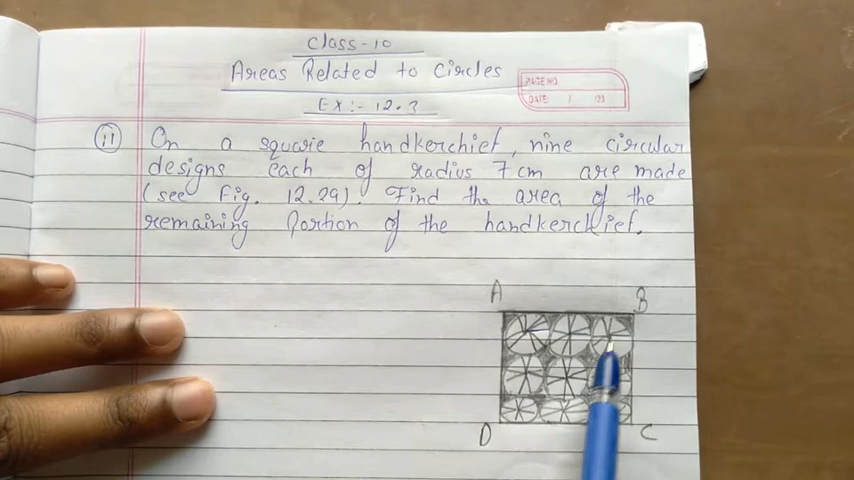 Class-10
Areas Related to Circles
PAGE NO
DATE: / /
Ex:- 12.3
(11) On a square handkerchief, nine circular
designs each of radius 7 cm are made
(see Fig. 12.29). Find the area of the
remaining Portion of the handkerchief.
A B
D C